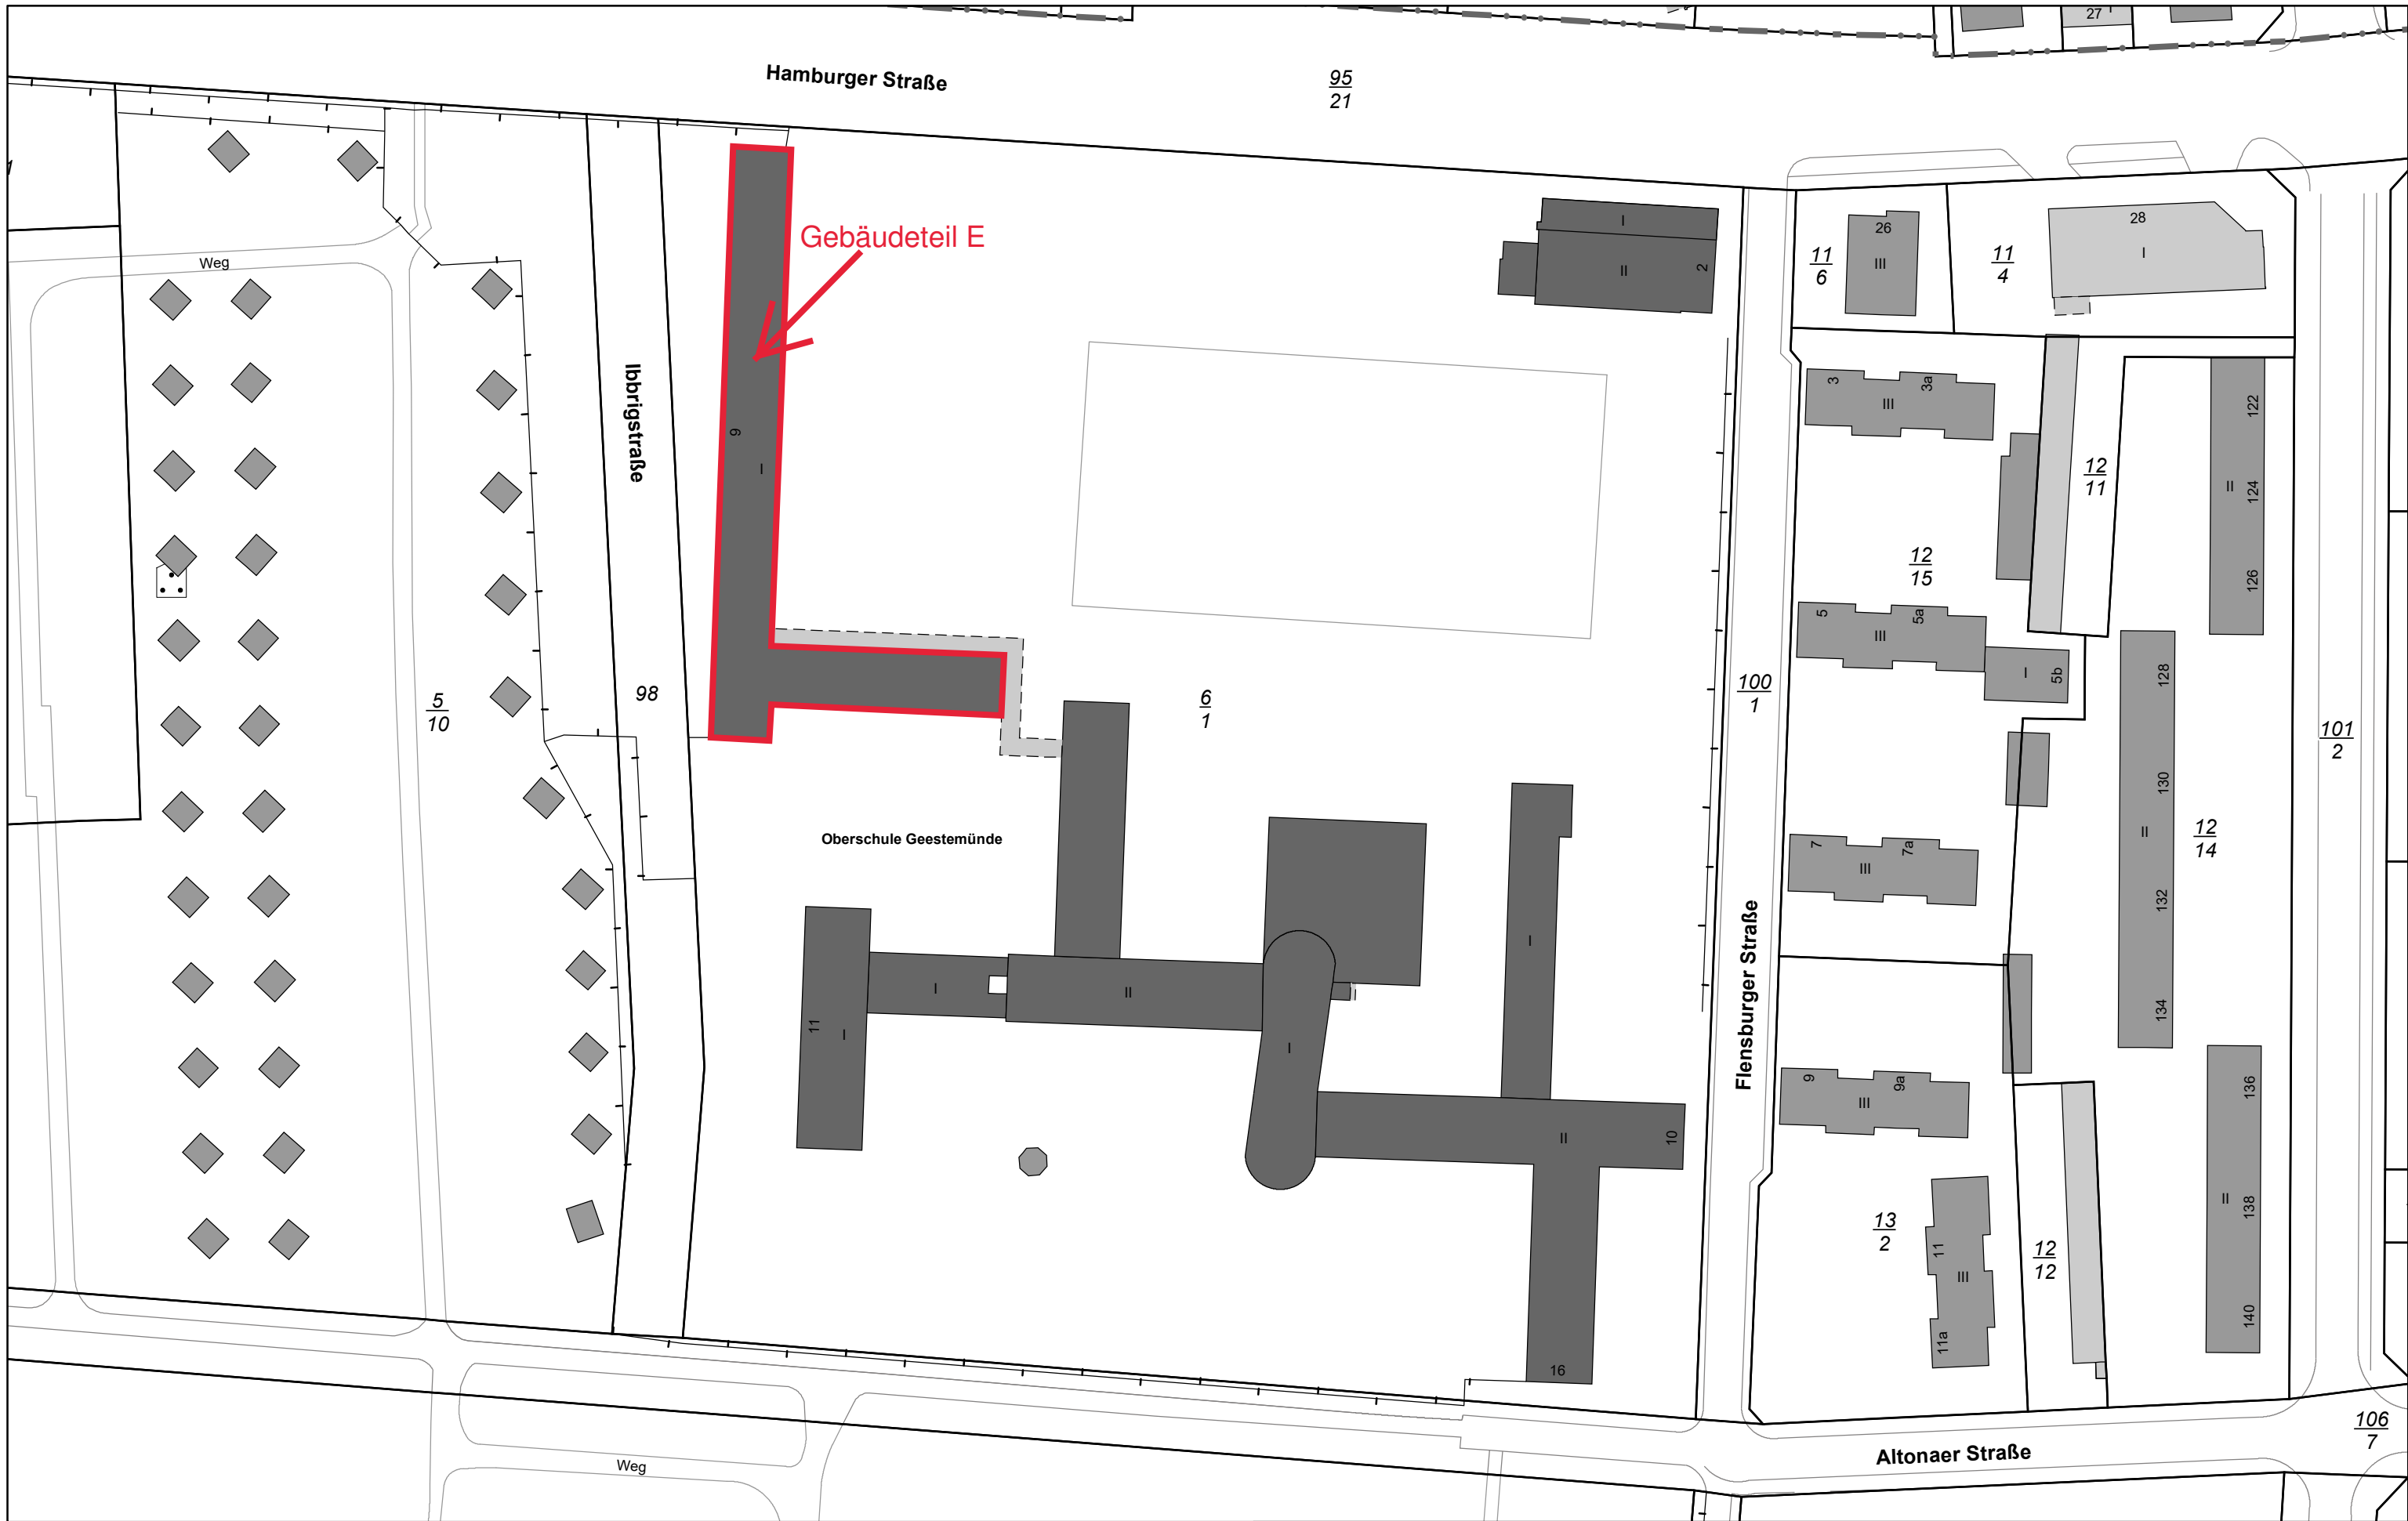 27
Hamburger Straße
95
21
Gebäudeteil E
Weg
I
II
2
26
III
11
6
11
4
28
I
Ibbrigstraße
9
I
3
3a
III
12
11
122
II
124
126
12
15
5
5a
III
I
5b
98
5
10
6
1
100
1
101
2
128
130
II
132
134
12
14
Oberschule Geestemünde
7
7a
III
Flensburger Straße
I
11
I
I
II
I
9
9a
III
II
10
136
II
138
140
13
2
11
III
11a
12
12
16
106
7
Altonaer Straße
Weg